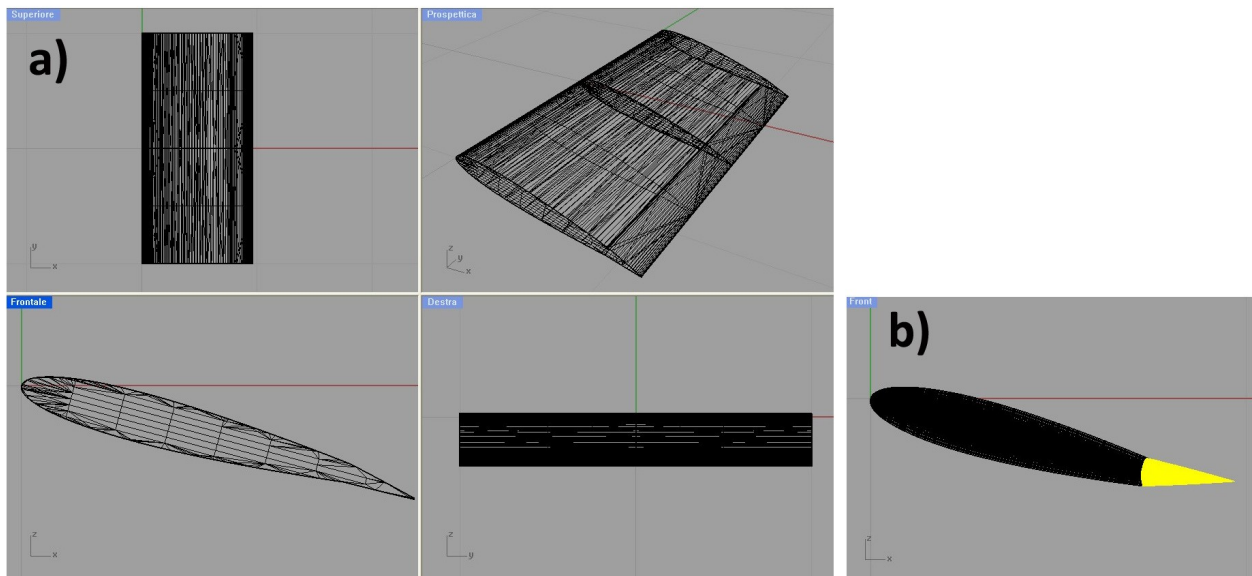 Superiore
a)
y
x
Prospettica
z
y
x
Frontale
z
x
Destra
z
y
Front
b)
z
x